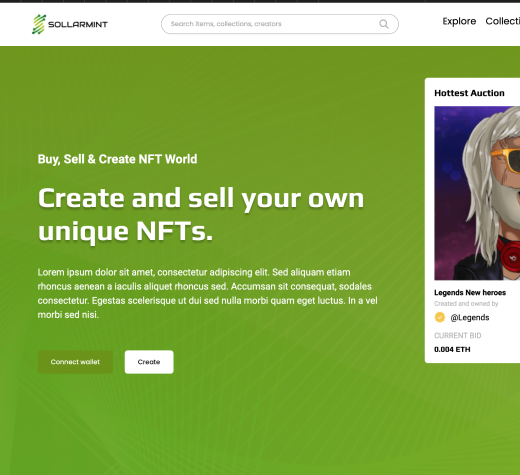 SOLLARMINT
Search items, collections, creators
Explore
Buy, Sell & Create NFT World
Create and sell your own
unique NFTs.
Lorem ipsum dolor sit amet, consectetur adipiscing elit. Sed aliquam etiam
rhoncus aenean a iaculis aliquet rhoncus sed. Accumsan sit consequat, sodales
consectetur. Egestas scelerisque ut dui sed nulla morbi quam eget luctus. In a vel
morbi sed nisi.
Connect wallet
Create
Hottest Auction
Legends New heroes
Created and owned by
@Legends
CURRENT BID
0.004 ETH